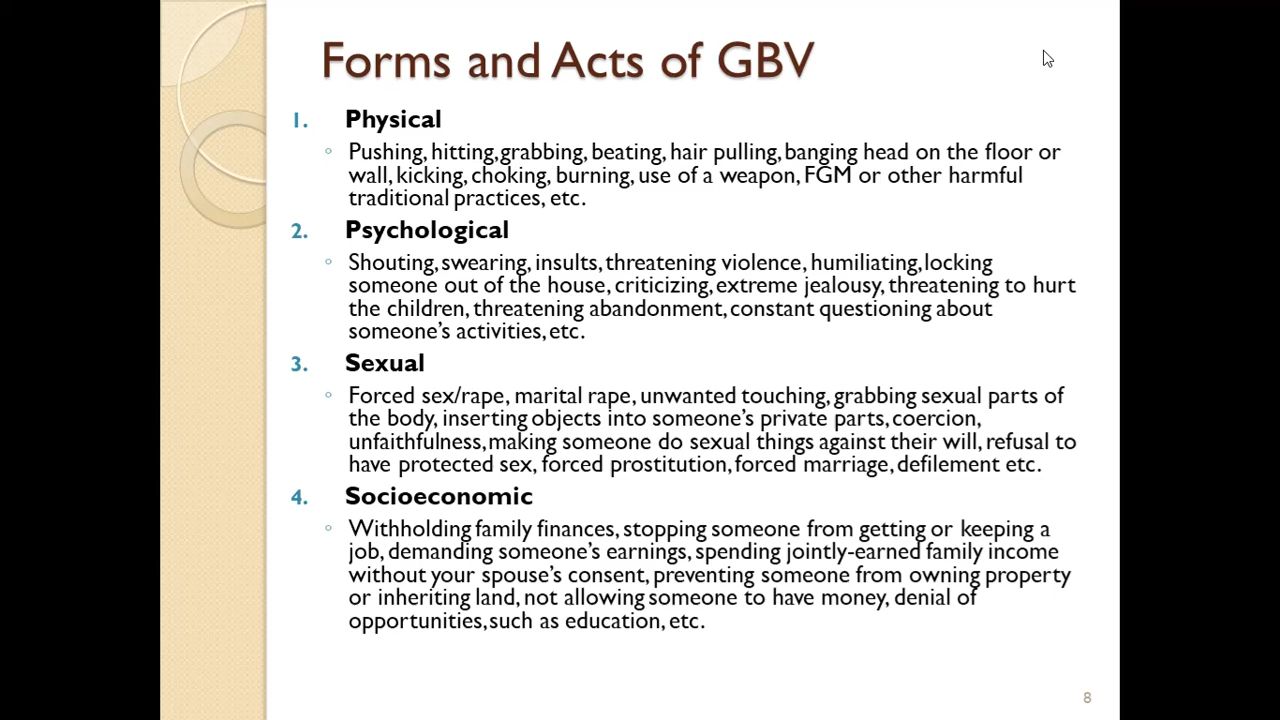 Forms and Acts of GBV
1. Physical
◦ Pushing, hitting,grabbing, beating, hair pulling, banging head on the floor or
wall, kicking, choking, burning, use of a weapon, FGM or other harmful
traditional practices, etc.
2. Psychological
◦ Shouting, swearing, insults, threatening violence, humiliating, locking
someone out of the house, criticizing, extreme jealousy, threatening to hurt
the children, threatening abandonment, constant questioning about
someone's activities, etc.
3. Sexual
◦ Forced sex/rape, marital rape, unwanted touching, grabbing sexual parts of
the body, inserting objects into someone's private parts, coercion,
unfaithfulness, making someone do sexual things against their will, refusal to
have protected sex, forced prostitution, forced marriage, defilement etc.
4. Socioeconomic
◦ Withholding family finances, stopping someone from getting or keeping a
job, demanding someone's earnings, spending jointly-earned family income
without your spouse's consent, preventing someone from owning property
or inheriting land, not allowing someone to have money, denial of
opportunities, such as education, etc.
8